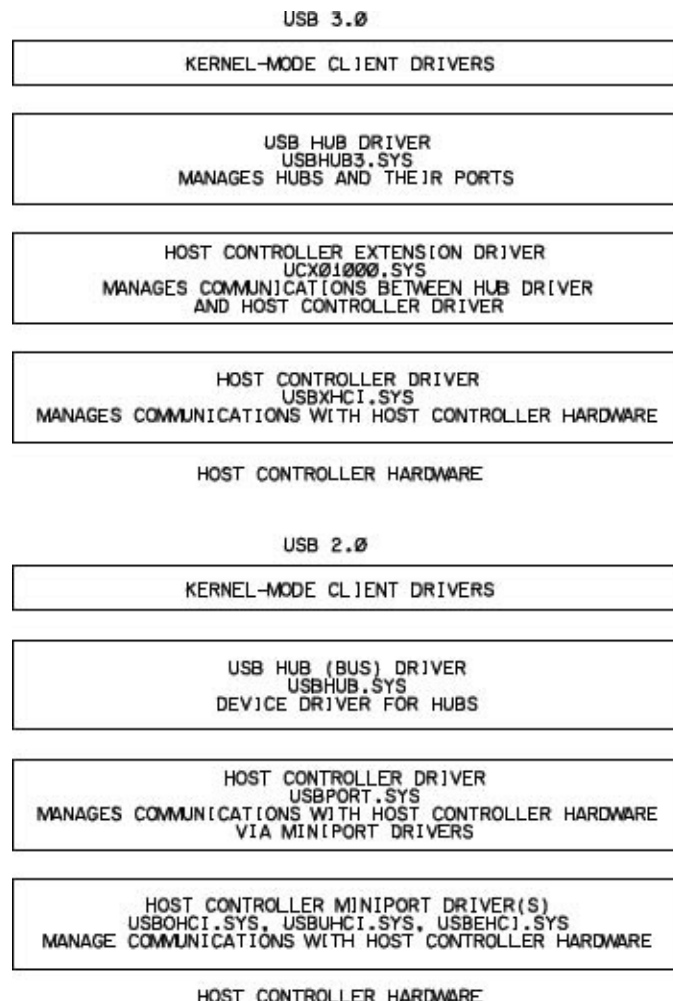 USB 3.0
KERNEL-MODE CLIENT DRIVERS
USB HUB DRIVER
USBHUB3.SYS
MANAGES HUBS AND THEIR PORTS
HOST CONTROLLER EXTENSION DRIVER
UCX01000.SYS
MANAGES COMMUNICATIONS BETWEEN HUB DRIVER
AND HOST CONTROLLER DRIVER
HOST CONTROLLER DRIVER
USBXHCI.SYS
MANAGES COMMUNICATIONS WITH HOST CONTROLLER HARDWARE
HOST CONTROLLER HARDWARE
USB 2.0
KERNEL-MODE CLIENT DRIVERS
USB HUB (BUS) DRIVER
USBHUB.SYS
DEVICE DRIVER FOR HUBS
HOST CONTROLLER DRIVER
USBPORT.SYS
MANAGES COMMUNICATIONS WITH HOST CONTROLLER HARDWARE
VIA MINIPORT DRIVERS
HOST CONTROLLER MINIPORT DRIVER(S)
USBOHCI.SYS, USBUHCI.SYS, USBEHCI.SYS
MANAGE COMMUNICATIONS WITH HOST CONTROLLER HARDWARE
HOST CONTROLLER HARDWARE